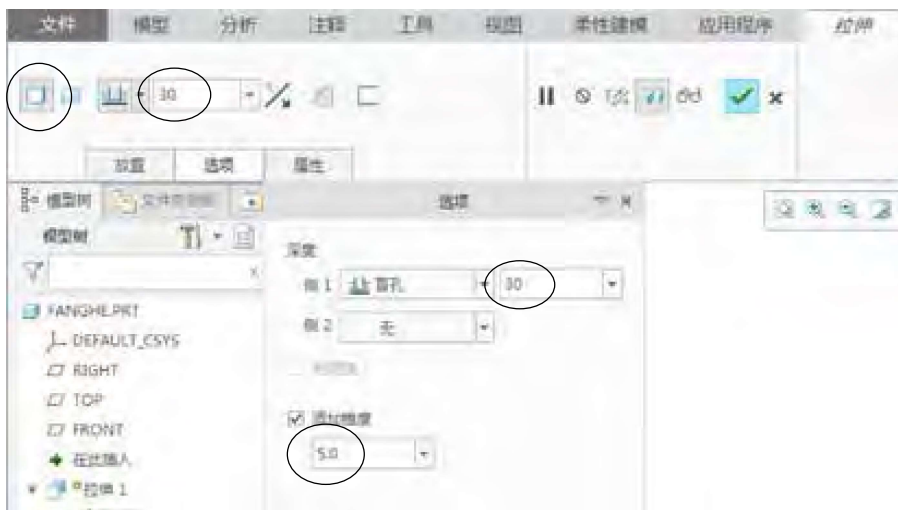 文件 模型 分析 注释 工具 视图 柔性建模 应用程序 拉伸
30
放置 选项 属性
模型树
选项
模型树
深度
侧 1 盲孔 30
侧 2 无
FANGHE.PRT
DEFAULT_CSYS
RIGHT
TOP
FRONT
添加锥度
5.0
在此插入
拉伸 1